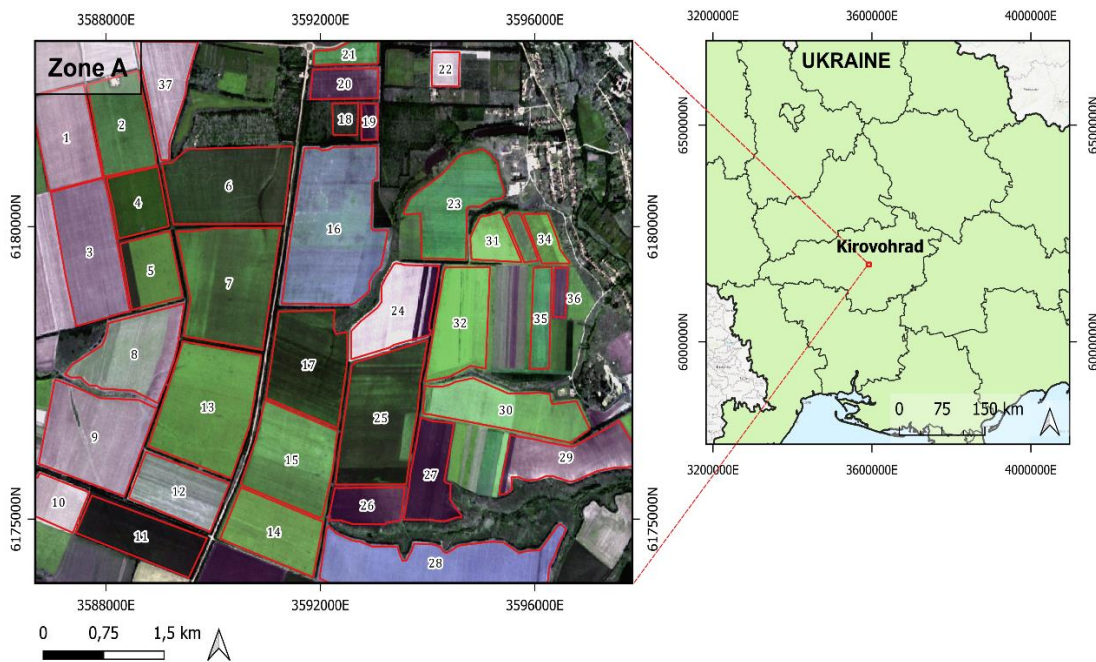 3588000E 3592000E 3596000E
3200000E 3600000E 4000000E
Zone A
UKRAINE
37
21
20
22
18
19
1
2
4
6
3
5
7
16
23
31
34
24
32
35
36
8
17
13
9
25
30
15
12
27
29
10
26
11
14
28
6180000N
6180000N
6175000N
6175000N
6500000N
6500000N
6000000N
6000000N
Kirovohrad
0 75 150 km
3588000E 3592000E 3596000E
3200000E 3600000E 4000000E
0 0,75 1,5 km